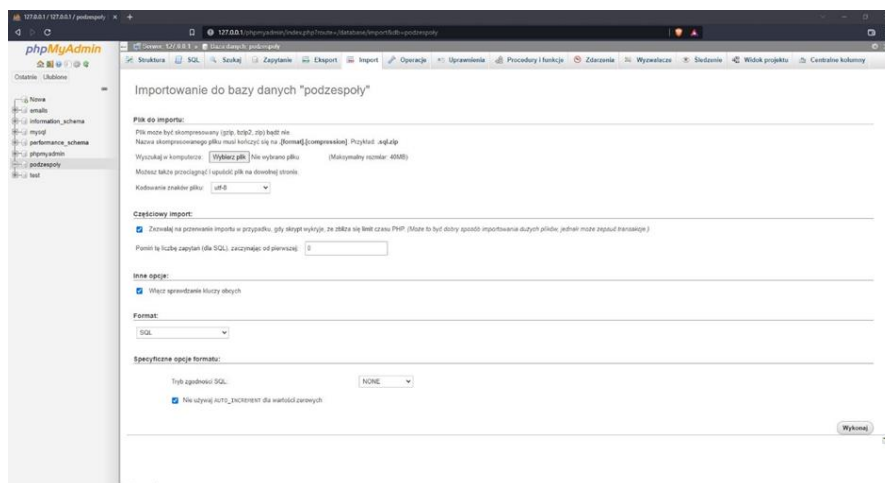 127.0.0.1 / 127.0.0.1 / podzespoły
127.0.0.1/phpmyadmin/index.php?route=/database/import&db=podzespoly
phpMyAdmin
Ostatnie Ulubione
Nowa
emails
information_schema
mysql
performance_schema
phpmyadmin
podzespoly
test
Serwer: 127.0.0.1 » Baza danych: podzespoly
Struktura SQL Szukaj Zapytanie Eksport Import Operacje Uprawnienia Procedury i funkcje Zdarzenia Wyzwalacze Śledzenie Widok projektu Centralne kolumny
Importowanie do bazy danych "podzespoły"
Plik do importu:
Plik może być skompresowany (gzip, bzip2, zip) bądź nie.
Nazwa skompresowanego pliku musi kończyć się na .[format].[compression]. Przykład: .sql.zip
Wyszukaj w komputerze: Wybierz plik Nie wybrano pliku (Maksymalny rozmiar: 40MB)
Możesz także przeciągnąć i upuścić plik na dowolnej stronie.
Kodowanie znaków pliku: utf-8
Częściowy import:
Zezwalaj na przerwanie importu w przypadku, gdy skrypt wykryje, że zbliża się limit czasu PHP. (Może to być dobry sposób importowania dużych plików, jednak może zepsuć transakcje.)
Pomiń tę liczbę zapytań (dla SQL), zaczynając od pierwszej: 0
Inne opcje:
Włącz sprawdzanie kluczy obcych
Format:
SQL
Specyficzne opcje formatu:
Tryb zgodności SQL: NONE
Nie używaj AUTO_INCREMENT dla wartości zerowych
Wykonaj